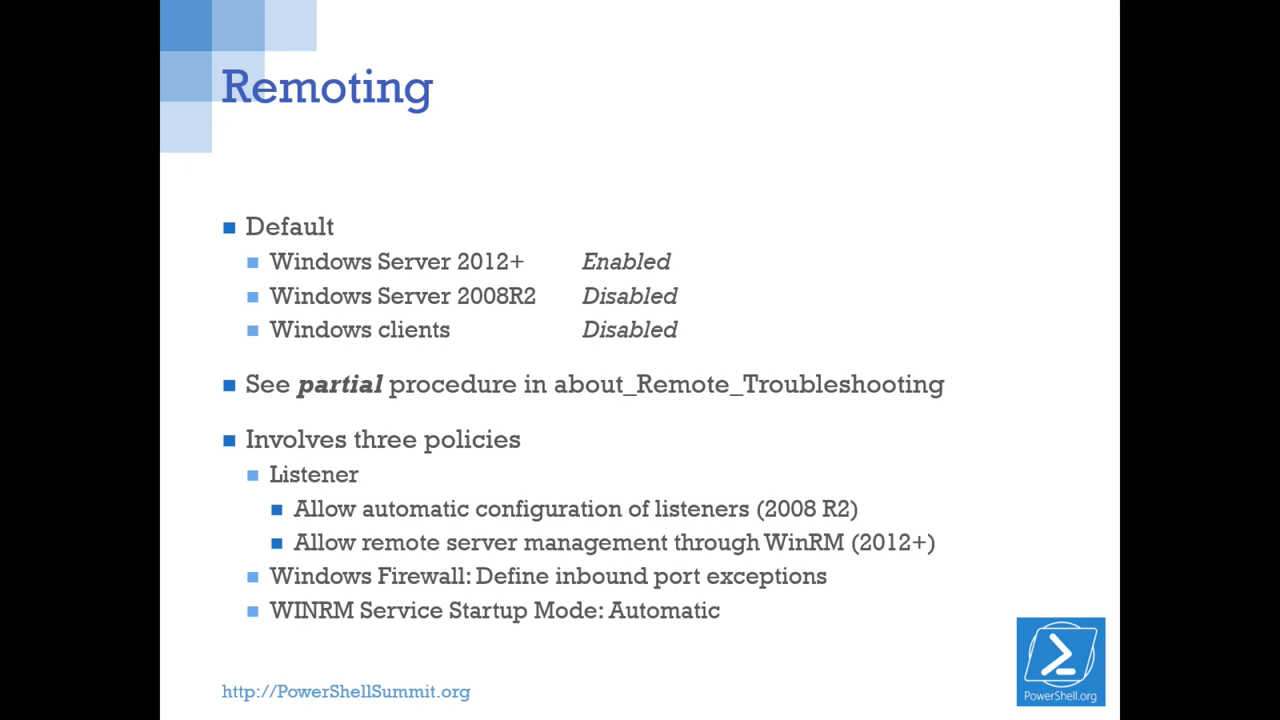 Remoting
Default
Windows Server 2012+ Enabled
Windows Server 2008R2 Disabled
Windows clients Disabled
See partial procedure in about_Remote_Troubleshooting
Involves three policies
Listener
Allow automatic configuration of listeners (2008 R2)
Allow remote server management through WinRM (2012+)
Windows Firewall: Define inbound port exceptions
WINRM Service Startup Mode: Automatic
http://PowerShellSummit.org
PowerShell.org